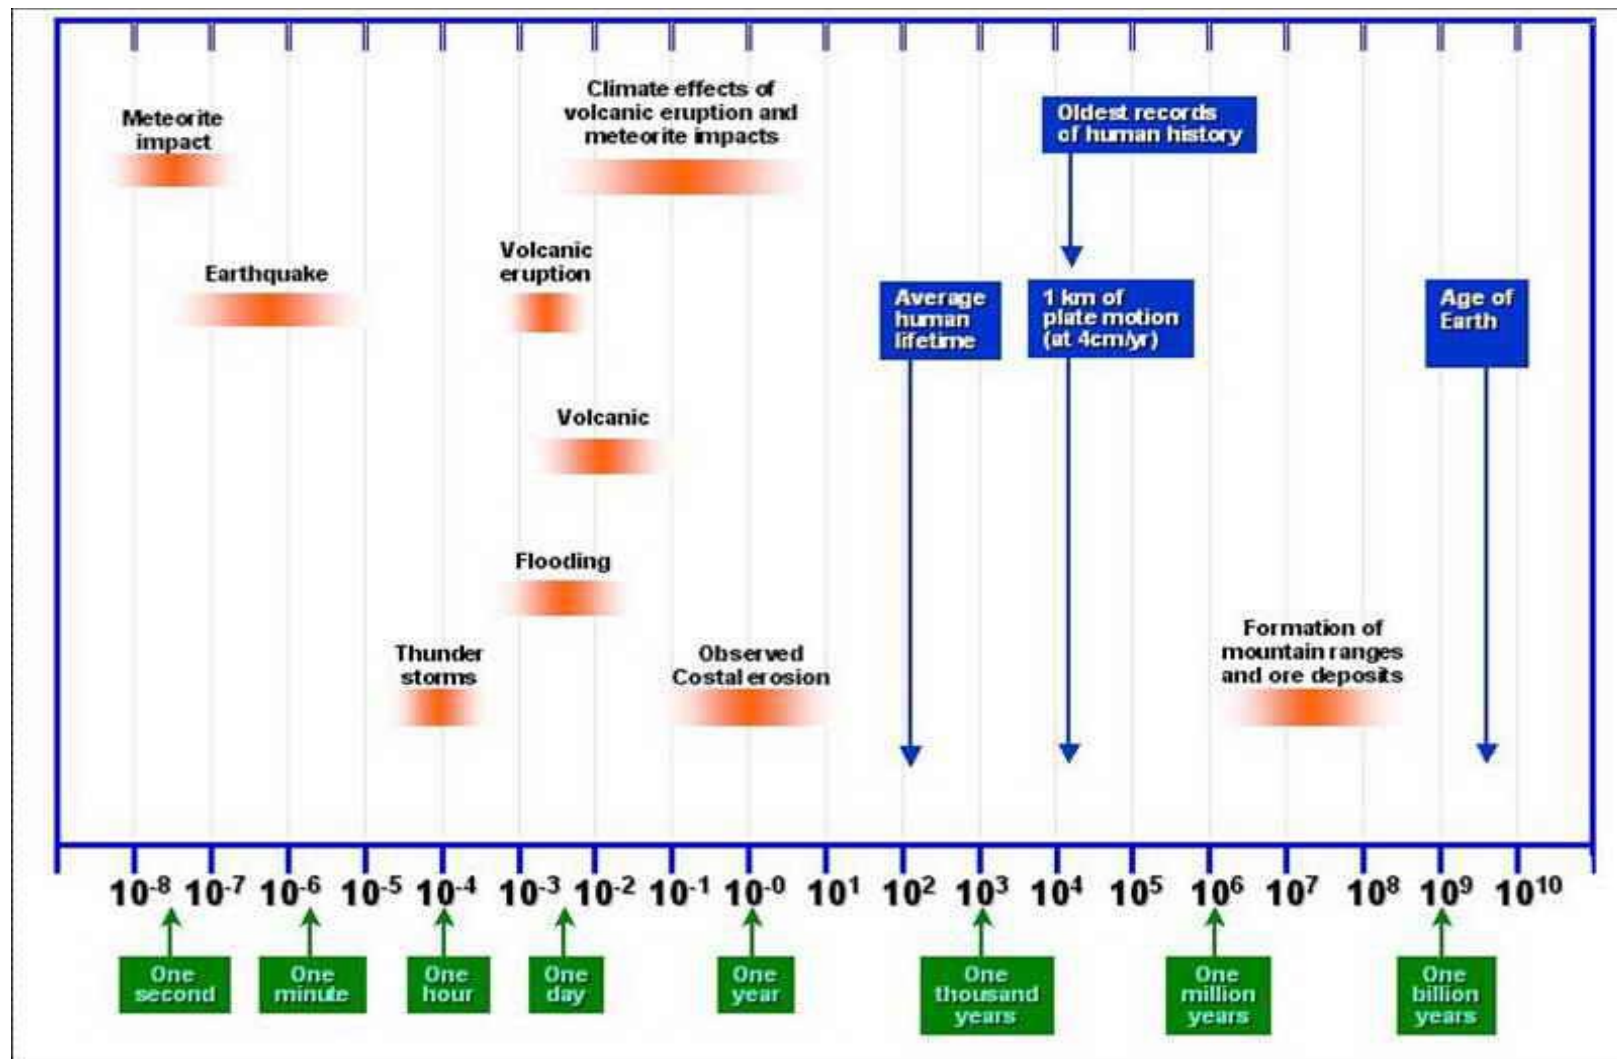 Meteorite
impact
Climate effects of
volcanic eruption and
meteorite impacts
Oldest records
of human history
Earthquake
Volcanic
eruption
Average
human
lifetime
1 km of
plate motion
(at 4cm/yr)
Age of
Earth
Volcanic
Flooding
Thunder
storms
Observed
Costal erosion
Formation of
mountain ranges
and ore deposits
10⁻⁸ 10⁻⁷ 10⁻⁶ 10⁻⁵ 10⁻⁴ 10⁻³ 10⁻² 10⁻¹ 10⁻⁰ 10¹ 10² 10³ 10⁴ 10⁵ 10⁶ 10⁷ 10⁸ 10⁹ 10¹⁰
One
second
One
minute
One
hour
One
day
One
year
One
thousand
years
One
million
years
One
billion
years